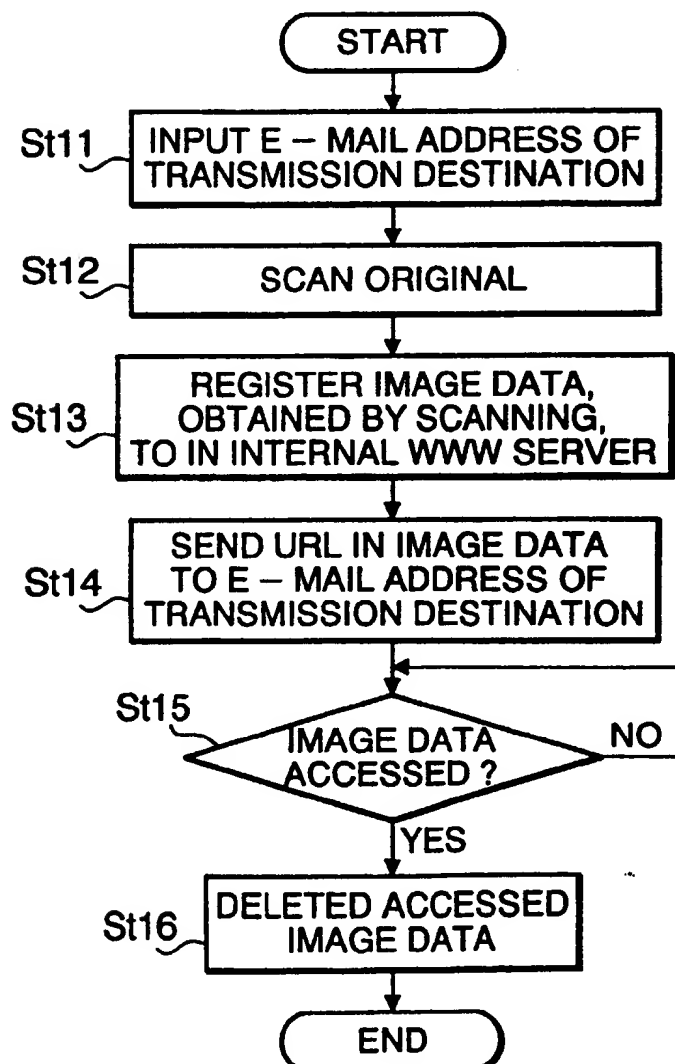 START
St11
INPUT E – MAIL ADDRESS OF
TRANSMISSION DESTINATION
St12
SCAN ORIGINAL
St13
REGISTER IMAGE DATA,
OBTAINED BY SCANNING,
TO IN INTERNAL WWW SERVER
St14
SEND URL IN IMAGE DATA
TO E – MAIL ADDRESS OF
TRANSMISSION DESTINATION
St15
IMAGE DATA
ACCESSED ?
NO
YES
St16
DELETED ACCESSED
IMAGE DATA
END